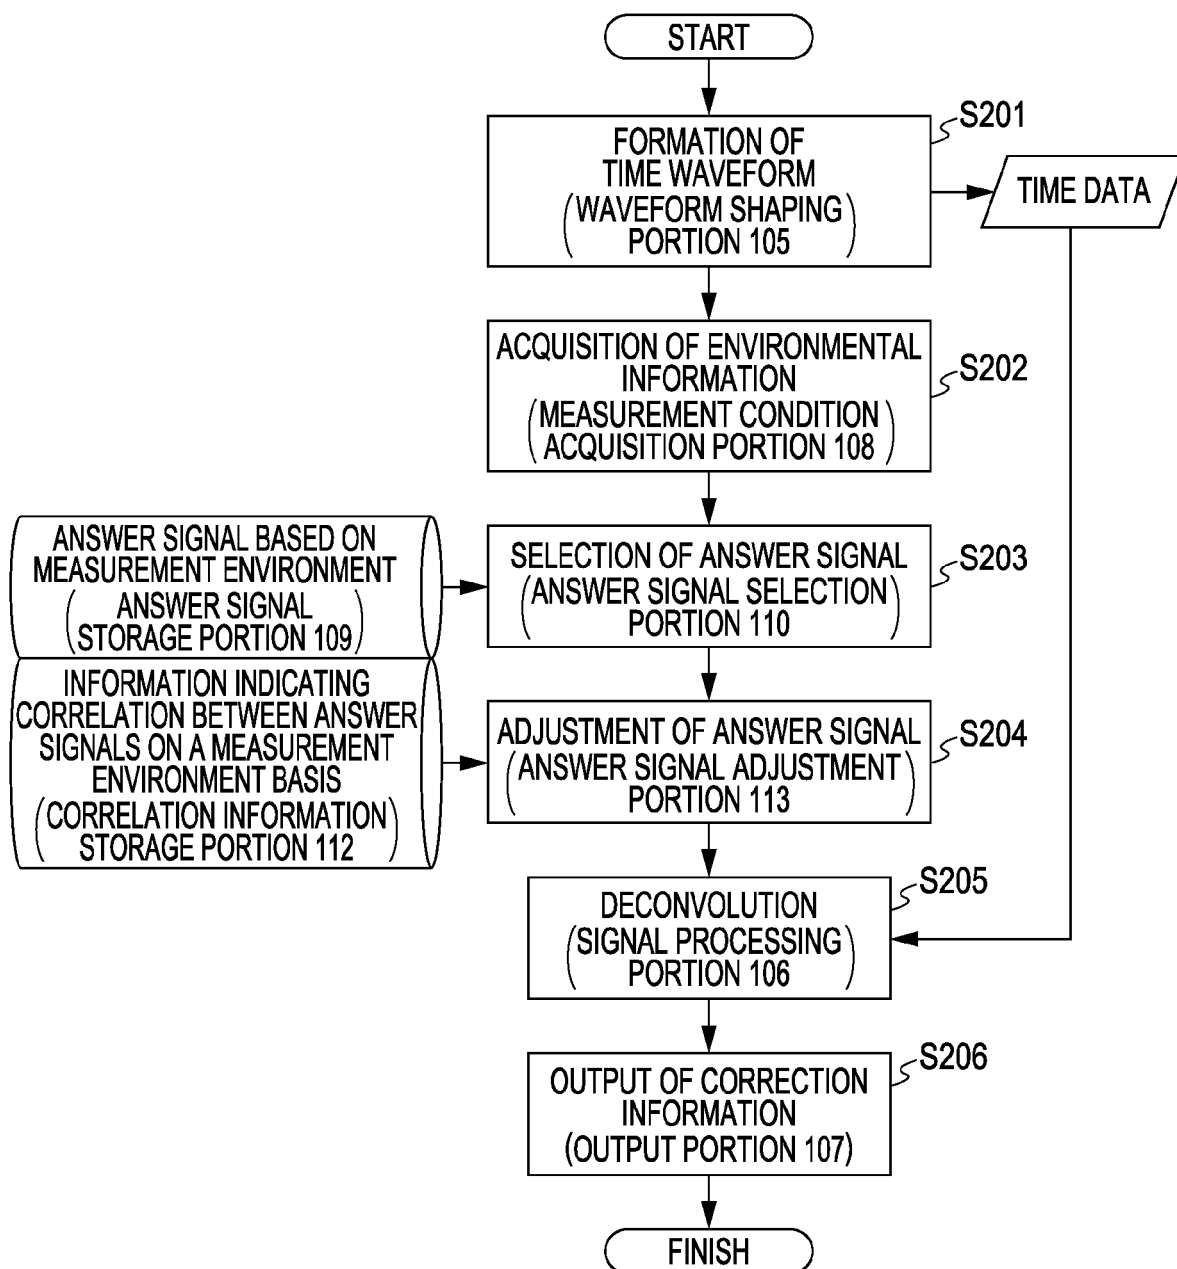 START
S201
FORMATION OF
TIME WAVEFORM
(WAVEFORM SHAPING
PORTION 105)
TIME DATA
S202
ACQUISITION OF ENVIRONMENTAL
INFORMATION
(MEASUREMENT CONDITION
ACQUISITION PORTION 108)
ANSWER SIGNAL BASED ON
MEASUREMENT ENVIRONMENT
(ANSWER SIGNAL
STORAGE PORTION 109)
S203
SELECTION OF ANSWER SIGNAL
(ANSWER SIGNAL SELECTION
PORTION 110)
INFORMATION INDICATING
CORRELATION BETWEEN ANSWER
SIGNALS ON A MEASUREMENT
ENVIRONMENT BASIS
(CORRELATION INFORMATION
STORAGE PORTION 112)
S204
ADJUSTMENT OF ANSWER SIGNAL
(ANSWER SIGNAL ADJUSTMENT
PORTION 113)
S205
DECONVOLUTION
(SIGNAL PROCESSING
PORTION 106)
S206
OUTPUT OF CORRECTION
INFORMATION
(OUTPUT PORTION 107)
FINISH